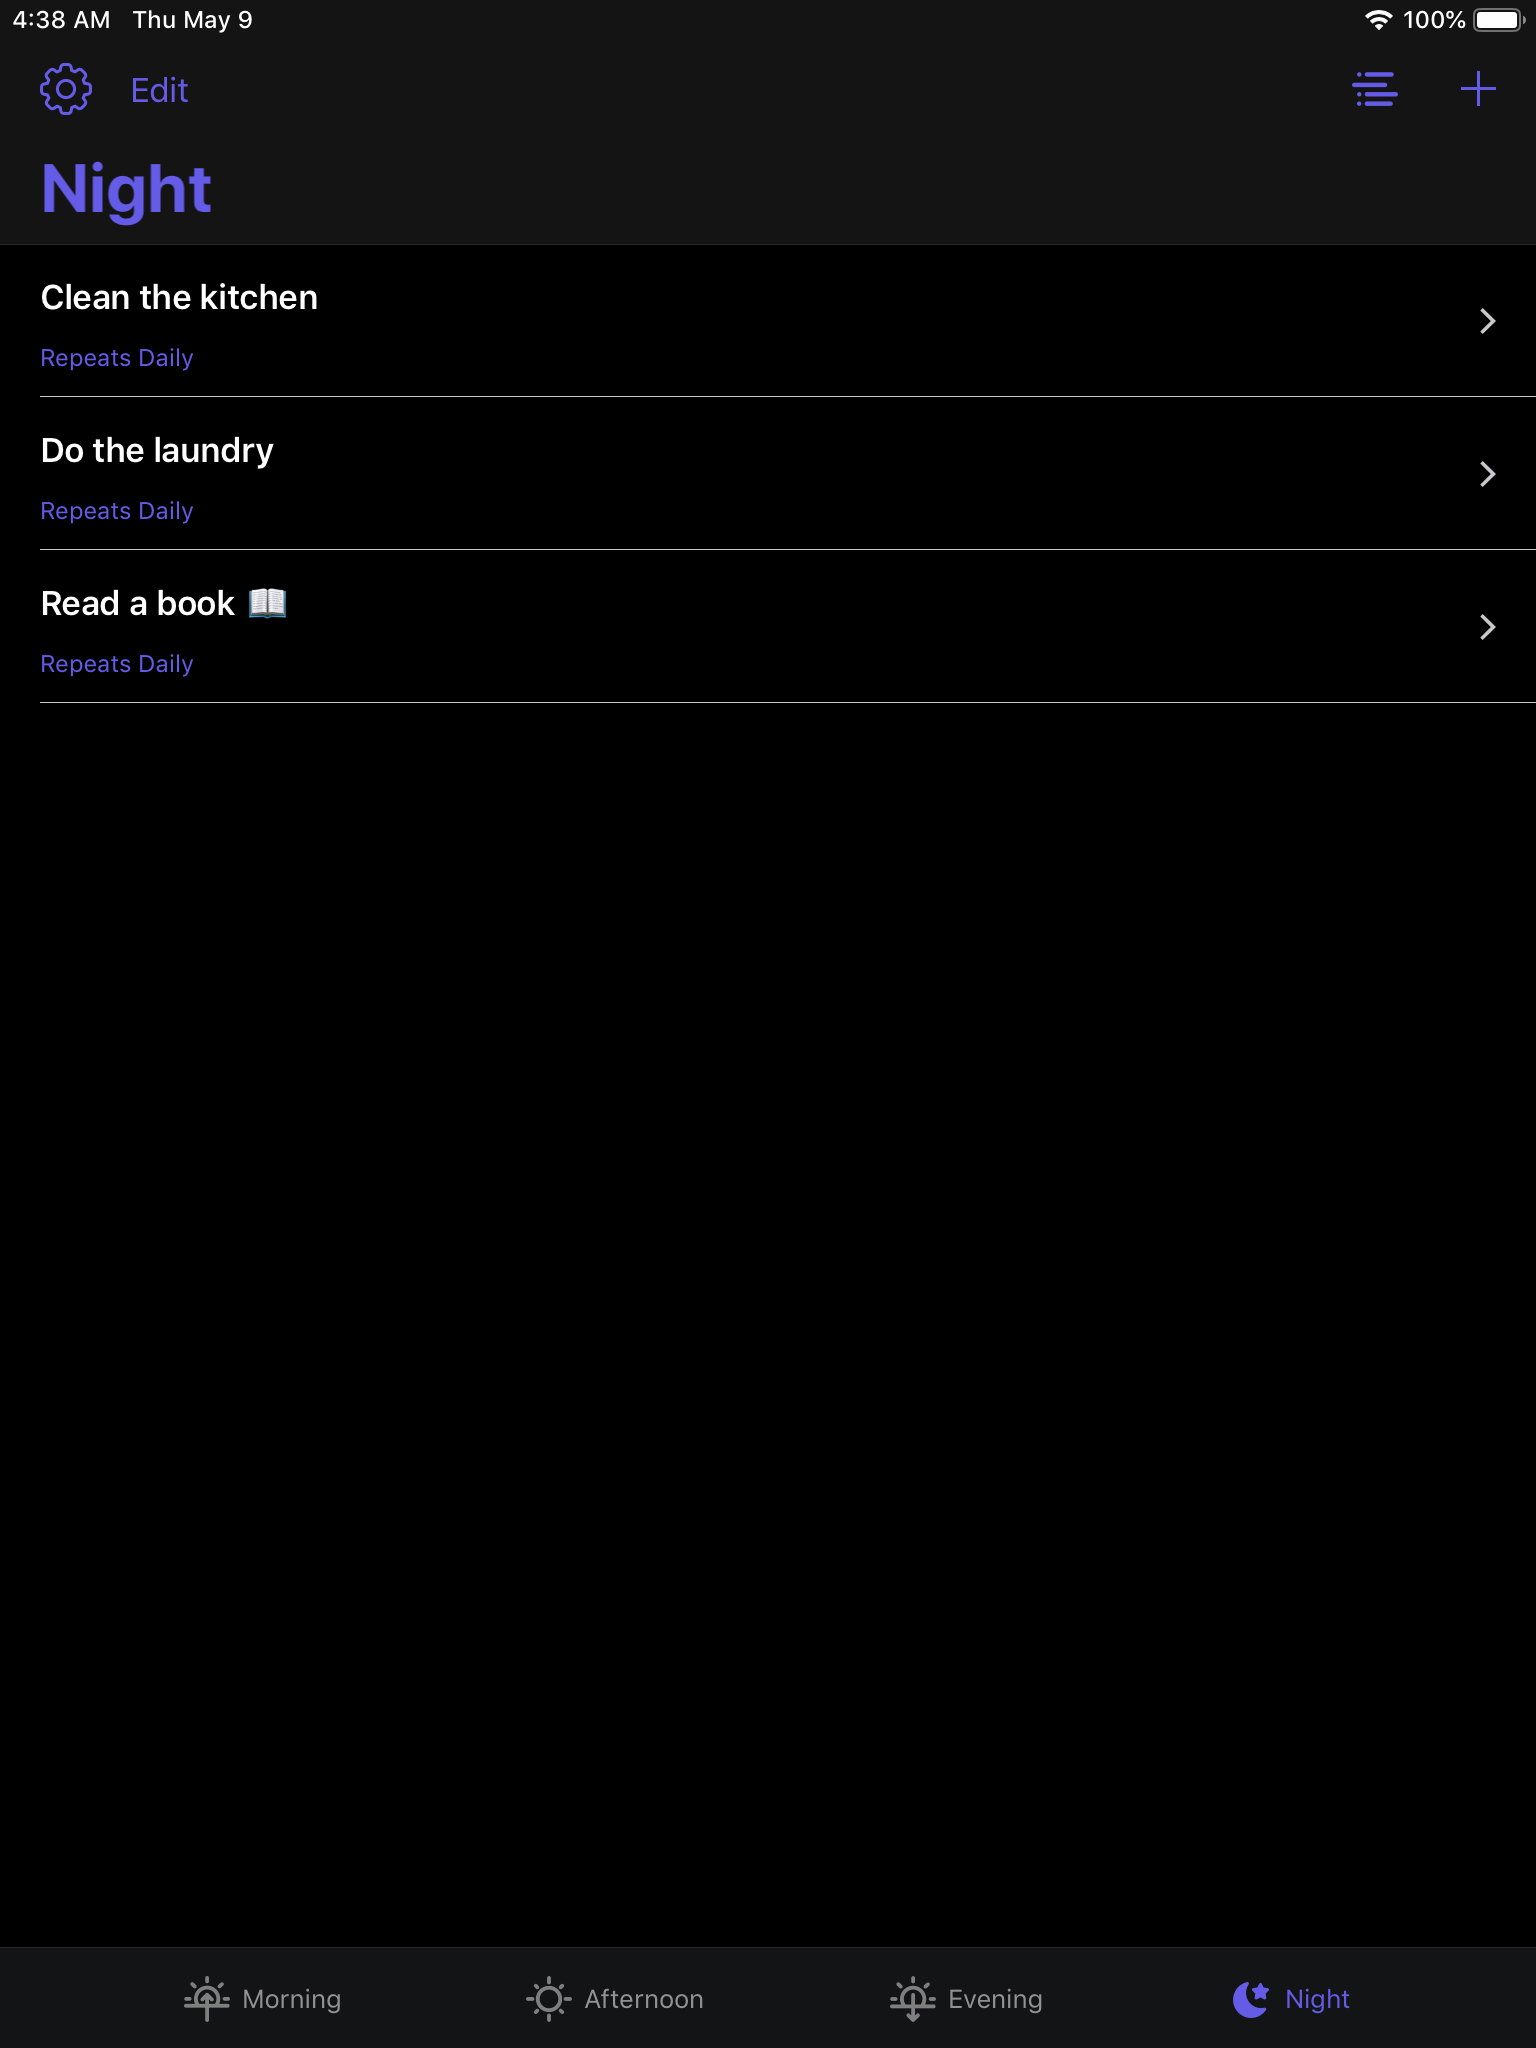 4:38 AM Thu May 9 100%
Edit
Night
Clean the kitchen
Repeats Daily
Do the laundry
Repeats Daily
Read a book 📖
Repeats Daily
Morning Afternoon Evening Night